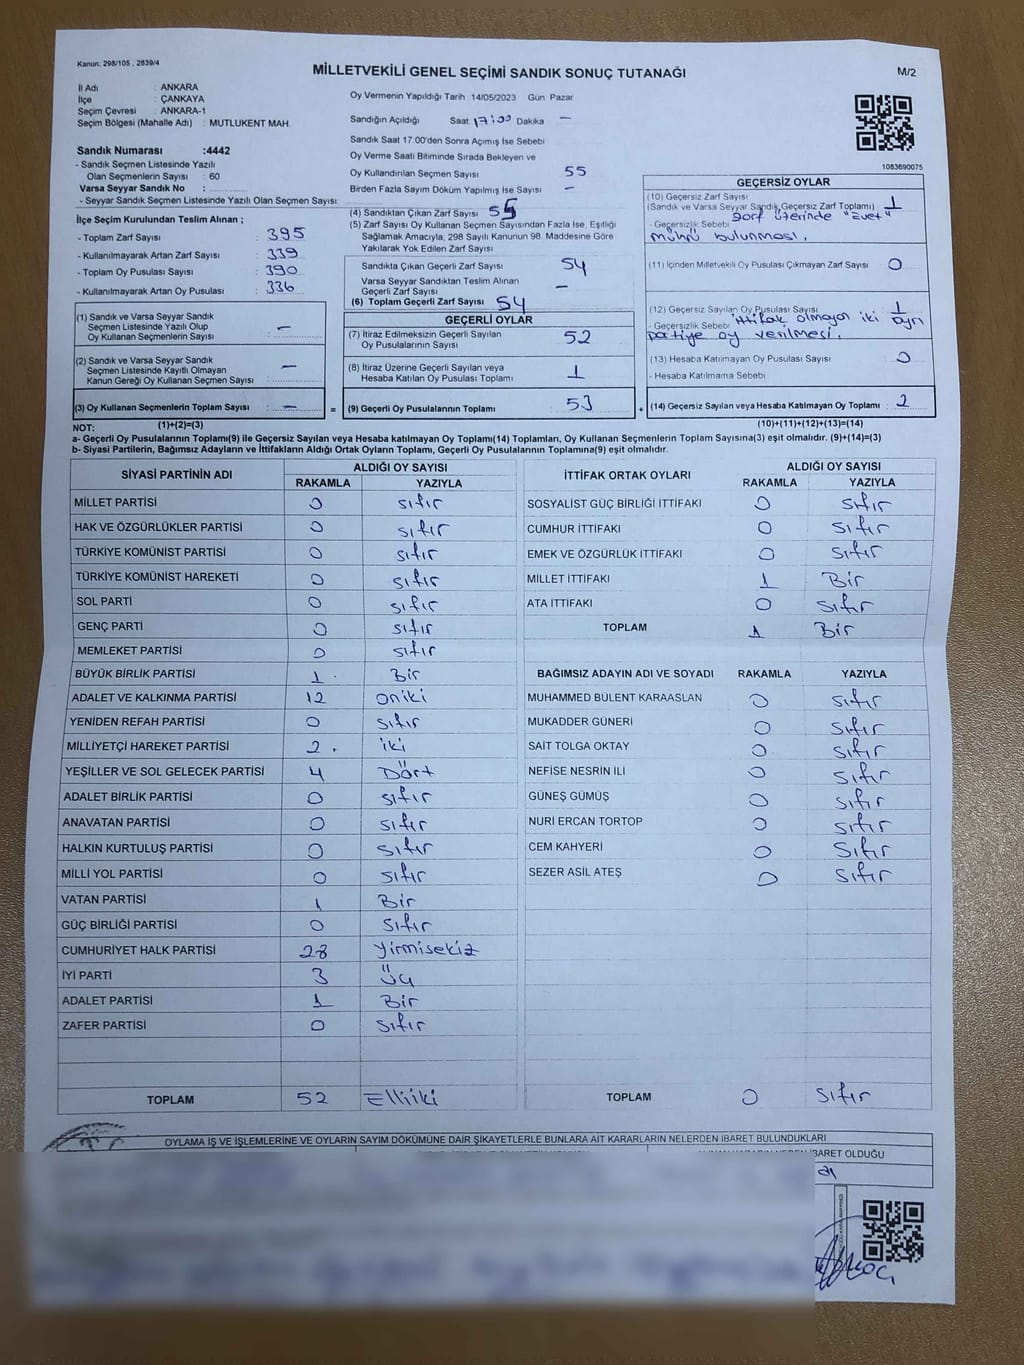 Kanun: 298/105 , 2839/4
MİLLETVEKİLİ GENEL SEÇİMİ SANDIK SONUÇ TUTANAĞI
M/2
İl Adı : ANKARA
İlçe : ÇANKAYA
Seçim Çevresi : ANKARA-1
Seçim Bölgesi (Mahalle Adı) : MUTLUKENT MAH.
Sandık Numarası :4442
- Sandık Seçmen Listesinde Yazılı
Olan Seçmenlerin Sayısı : 60
Varsa Seyyar Sandık No :
- Seyyar Sandık Seçmen Listesinde Yazılı Olan Seçmen Sayısı
İlçe Seçim Kurulundan Teslim Alınan ;
- Toplam Zarf Sayısı : 395
- Kullanılmayarak Artan Zarf Sayısı : 339
- Toplam Oy Pusulası Sayısı : 390
- Kullanılmayarak Artan Oy Pusulası : 336
(1) Sandık ve Varsa Seyyar Sandık
Seçmen Listesinde Yazılı Olup
Oy Kullanan Seçmenlerin Sayısı : –
(2) Sandık ve Varsa Seyyar Sandık
Seçmen Listesinde Kayıtlı Olmayan
Kanun Gereği Oy Kullanan Seçmen Sayısı : –
(3) Oy Kullanan Seçmenlerin Toplam Sayısı : –
(1)+(2)=(3)
Oy Vermenin Yapıldığı Tarih 14/05/2023 Gün Pazar
Sandığın Açıldığı Saat 17:00 Dakika –
Sandık Saat 17:00'den Sonra Açımış İse Sebebi
Oy Verme Saati Bitiminde Sırada Bekleyen ve
Oy Kullandırılan Seçmen Sayısı 55
Birden Fazla Sayım Döküm Yapılmış İse Sayısı –
(4) Sandıktan Çıkan Zarf Sayısı 55
(5) Zarf Sayısı Oy Kullanan Seçmen Sayısından Fazla İse, Eşitliği
Sağlamak Amacıyla; 298 Sayılı Kanunun 98. Maddesine Göre
Yakılarak Yok Edilen Zarf Sayısı
Sandıkta Çıkan Geçerli Zarf Sayısı 54
Varsa Seyyar Sandıktan Teslim Alınan
Geçerli Zarf Sayısı –
(6) Toplam Geçerli Zarf Sayısı 54
GEÇERLİ OYLAR
(7) İtiraz Edilmeksizin Geçerli Sayılan
Oy Pusulalarının Sayısı 52
(8) İtiraz Üzerine Geçerli Sayılan veya
Hesaba Katılan Oy Pusulası Toplamı 1
= (9) Geçerli Oy Pusulalarının Toplamı 53
1083690075
GEÇERSİZ OYLAR
(10) Geçersiz Zarf Sayısı
(Sandık ve Varsa Seyyar Sandık Geçersiz Zarf Toplamı) 1
- Geçersizlik Sebebi zarf üzerinde "evet"
mührü bulunması.
(11) İçinden Milletvekili Oy Pusulası Çıkmayan Zarf Sayısı 0
(12) Geçersiz Sayılan Oy Pusulası Sayısı 1
- Geçersizlik Sebebi ittifak olmayan iki ayrı
partiye oy verilmesi.
(13) Hesaba Katılmayan Oy Pusulası Sayısı 0
- Hesaba Katılmama Sebebi
+ (14) Geçersiz Sayılan veya Hesaba Katılmayan Oy Toplamı 2
(10)+(11)+(12)+(13)=(14)
NOT:
a- Geçerli Oy Pusulalarının Toplamı(9) ile Geçersiz Sayılan veya Hesaba katılmayan Oy Toplamı(14) Toplamları, Oy Kullanan Seçmenlerin Toplam Sayısına(3) eşit olmalıdır. (9)+(14)=(3)
b- Siyasi Partilerin, Bağımsız Adayların ve İttifakların Aldığı Oyların Toplamı, Geçerli Oy Pusulalarının Toplamına(9) eşit olmalıdır.
SİYASİ PARTİNİN ADI ALDIĞI OY SAYISI
RAKAMLA YAZIYLA
MİLLET PARTİSİ 0 sıfır
HAK VE ÖZGÜRLÜKLER PARTİSİ 0 sıfır
TÜRKİYE KOMÜNİST PARTİSİ 0 sıfır
TÜRKİYE KOMÜNİST HAREKETİ 0 sıfır
SOL PARTİ 0 sıfır
GENÇ PARTİ 0 sıfır
MEMLEKET PARTİSİ 0 sıfır
BÜYÜK BİRLİK PARTİSİ 1 Bir
ADALET VE KALKINMA PARTİSİ 12 oniki
YENİDEN REFAH PARTİSİ 0 sıfır
MİLLİYETÇİ HAREKET PARTİSİ 2 iki
YEŞİLLER VE SOL GELECEK PARTİSİ 4 Dört
ADALET BİRLİK PARTİSİ 0 sıfır
ANAVATAN PARTİSİ 0 sıfır
HALKIN KURTULUŞ PARTİSİ 0 sıfır
MİLLİ YOL PARTİSİ 0 sıfır
VATAN PARTİSİ 1 Bir
GÜÇ BİRLİĞİ PARTİSİ 0 sıfır
CUMHURİYET HALK PARTİSİ 28 yirmisekiz
İYİ PARTİ 3 üç
ADALET PARTİSİ 1 Bir
ZAFER PARTİSİ 0 sıfır
TOPLAM 52 Elliiki
İTTİFAK ORTAK OYLARI ALDIĞI OY SAYISI
RAKAMLA YAZIYLA
SOSYALİST GÜÇ BİRLİĞİ İTTİFAKI 0 sıfır
CUMHUR İTTİFAKI 0 sıfır
EMEK VE ÖZGÜRLÜK İTTİFAKI 0 sıfır
MİLLET İTTİFAKI 1 Bir
ATA İTTİFAKI 0 sıfır
TOPLAM 1 Bir
BAĞIMSIZ ADAYIN ADI VE SOYADI RAKAMLA YAZIYLA
MUHAMMED BÜLENT KARAASLAN 0 sıfır
MUKADDER GÜNERİ 0 sıfır
SAİT TOLGA OKTAY 0 sıfır
NEFİSE NESRİN İLİ 0 sıfır
GÜNEŞ GÜMÜŞ 0 sıfır
NURİ ERCAN TORTOP 0 sıfır
CEM KAHYERİ 0 sıfır
SEZER ASİL ATEŞ 0 sıfır
TOPLAM 0 sıfır
OYLAMA İŞ VE İŞLEMLERİNE VE OYLARIN SAYIM DÖKÜMÜNE DAİR ŞİKAYETLERLE BUNLARA AİT KARARLARIN NELERDEN İBARET BULUNDUKLARI
İBARET OLDUĞU